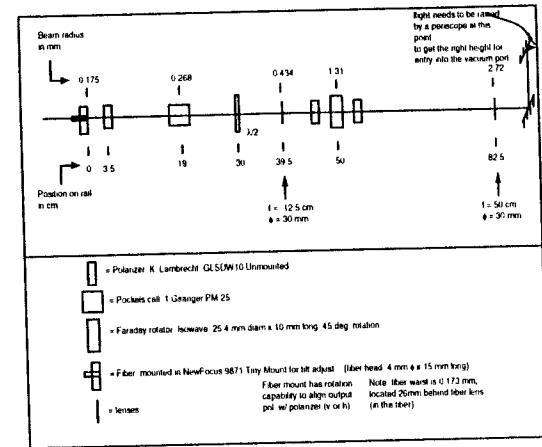 light needs to be raised
by a periscope at this
point
to get the right height for
entry into the vacuum port
Beam radius
in mm
0.175
0.268
0.434
1.31
2.72
λ/2
0
3.5
19
30
39.5
50
82.5
Position on rail
in cm
f = 12.5 cm
ϕ = 30 mm
f = 50 cm
ϕ = 30 mm
= Polarizer K Lambrecht Unmounted
= Pockels cell PM 25
= Faraday rotator Isowave 25.4 mm diam x 10 mm long 45 deg rotation
= Fiber mounted in NewFocus 9871 Tiny Mount for tilt adjust (fiber head 4 mm ϕ x 15 mm long)
Fiber mount has rotation
capability to align output
pol w/ polarizer (v or h)
Note fiber waist is 0.173 mm,
located 26mm behind fiber lens
(in the fiber)
= lenses